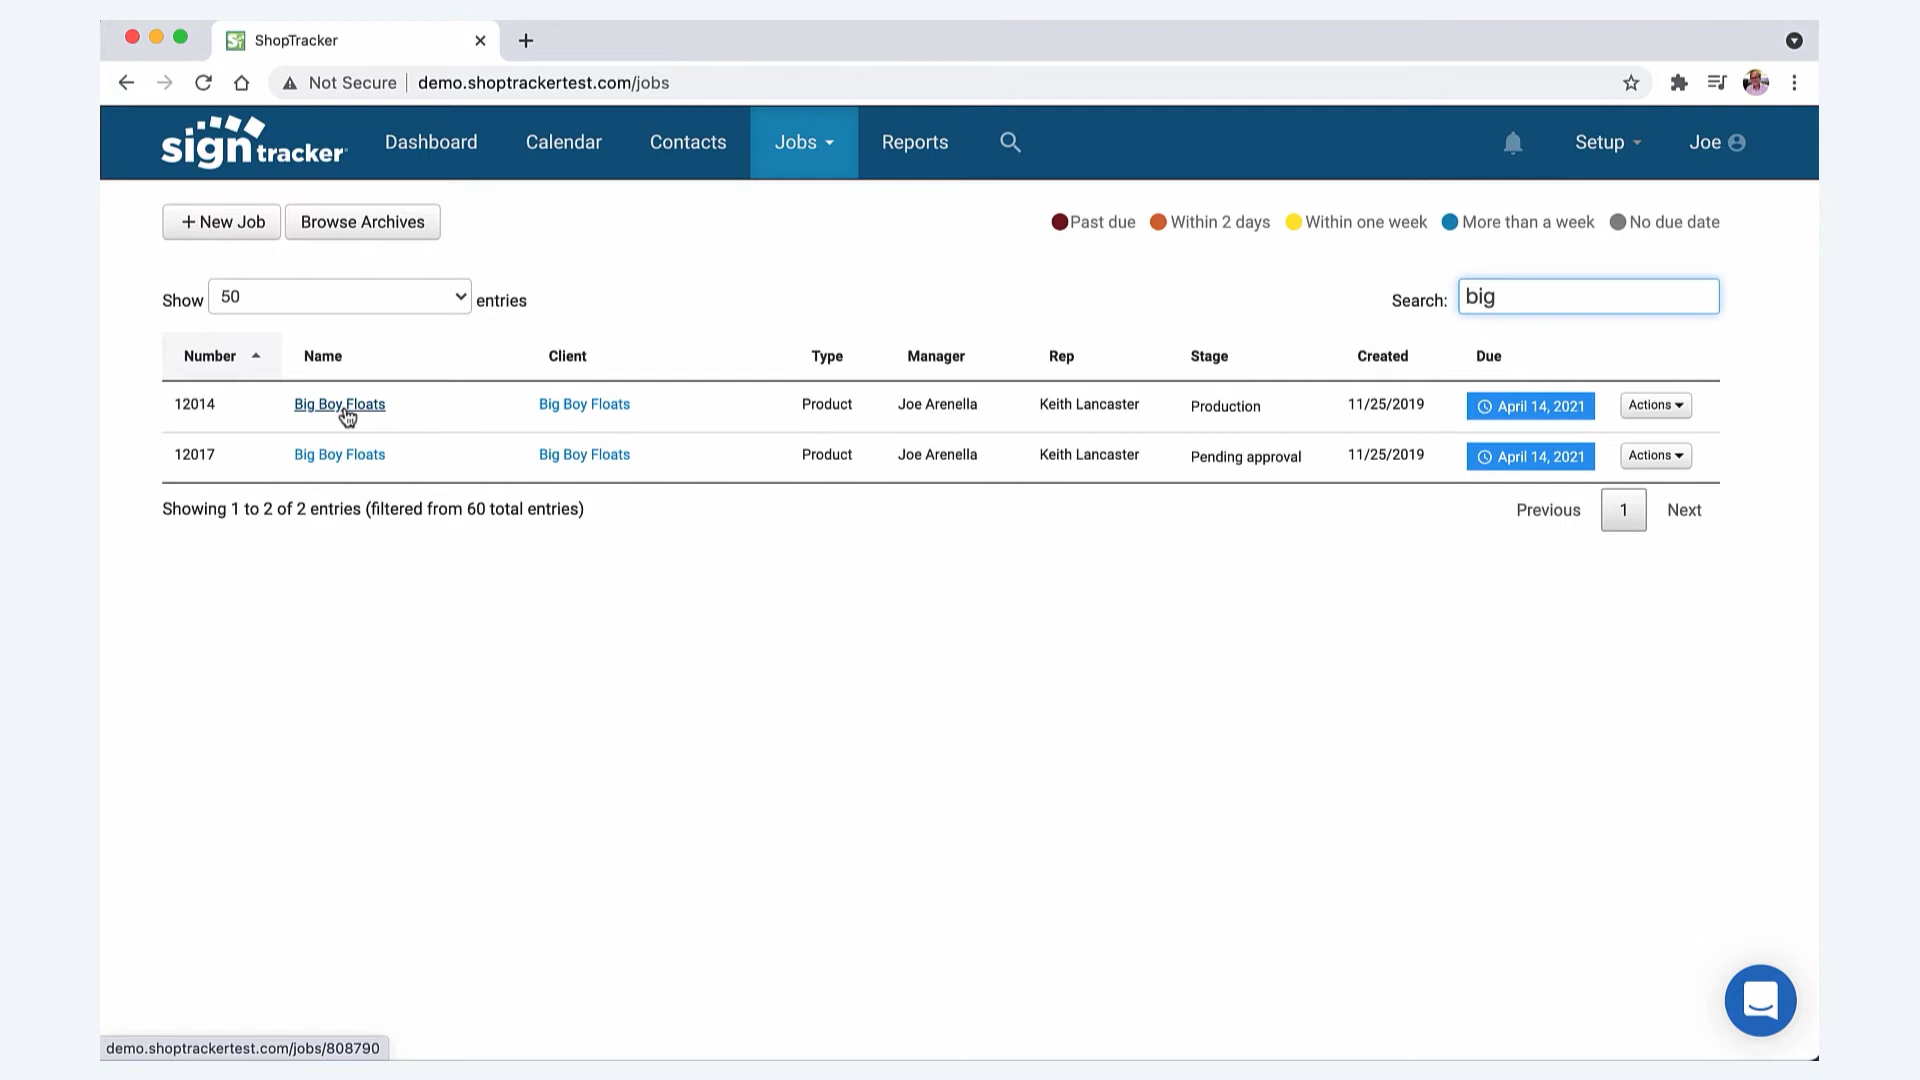 ShopTracker
Not Secure demo.shoptrackertest.com/jobs
sign tracker Dashboard Calendar Contacts Jobs Reports Setup Joe
+ New Job Browse Archives Past due Within 2 days Within one week More than a week No due date
Show 50 entries Search: big
Number Name Client Type Manager Rep Stage Created Due
12014 Big Boy Floats Big Boy Floats Product Joe Arenella Keith Lancaster Production 11/25/2019 April 14, 2021 Actions
12017 Big Boy Floats Big Boy Floats Product Joe Arenella Keith Lancaster Pending approval 11/25/2019 April 14, 2021 Actions
Showing 1 to 2 of 2 entries (filtered from 60 total entries) Previous 1 Next
demo.shoptrackertest.com/jobs/808790